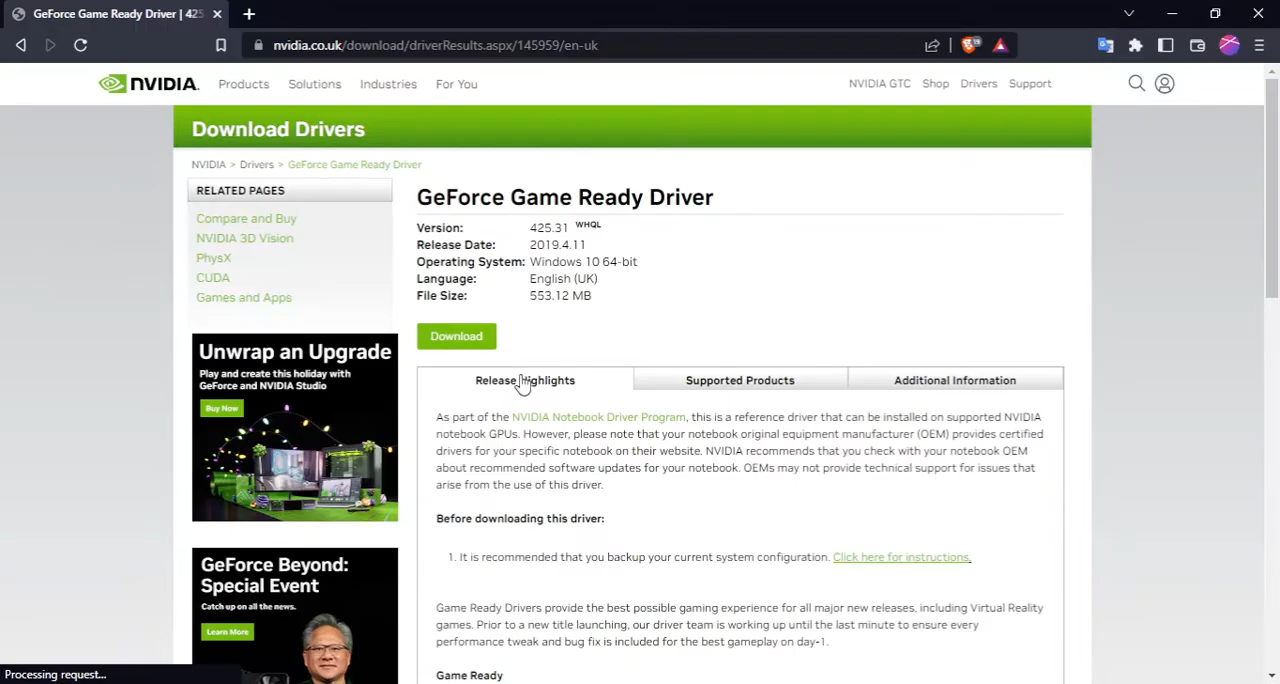 GeForce Game Ready Driver | 425
nvidia.co.uk/download/driverResults.aspx/145959/en-uk
NVIDIA.
Products
Solutions
Industries
For You
NVIDIA GTC
Shop
Drivers
Support
Download Drivers
NVIDIA > Drivers > GeForce Game Ready Driver
RELATED PAGES
Compare and Buy
NVIDIA 3D Vision
PhysX
CUDA
Games and Apps
Unwrap an Upgrade
Play and create this holiday with
GeForce and NVIDIA Studio
Buy Now
GeForce Beyond:
Special Event
Catch up on all the news.
Learn More
GeForce Game Ready Driver
Version: 425.31 WHQL
Release Date: 2019.4.11
Operating System: Windows 10 64-bit
Language: English (UK)
File Size: 553.12 MB
Download
Release Highlights
Supported Products
Additional Information
As part of the NVIDIA Notebook Driver Program, this is a reference driver that can be installed on supported NVIDIA
notebook GPUs. However, please note that your notebook original equipment manufacturer (OEM) provides certified
drivers for your specific notebook on their website. NVIDIA recommends that you check with your notebook OEM
about recommended software updates for your notebook. OEMs may not provide technical support for issues that
arise from the use of this driver.
Before downloading this driver:
1. It is recommended that you backup your current system configuration. Click here for instructions.
Game Ready Drivers provide the best possible gaming experience for all major new releases, including Virtual Reality
games. Prior to a new title launching, our driver team is working up until the last minute to ensure every
performance tweak and bug fix is included for the best gameplay on day-1.
Game Ready
Processing request...